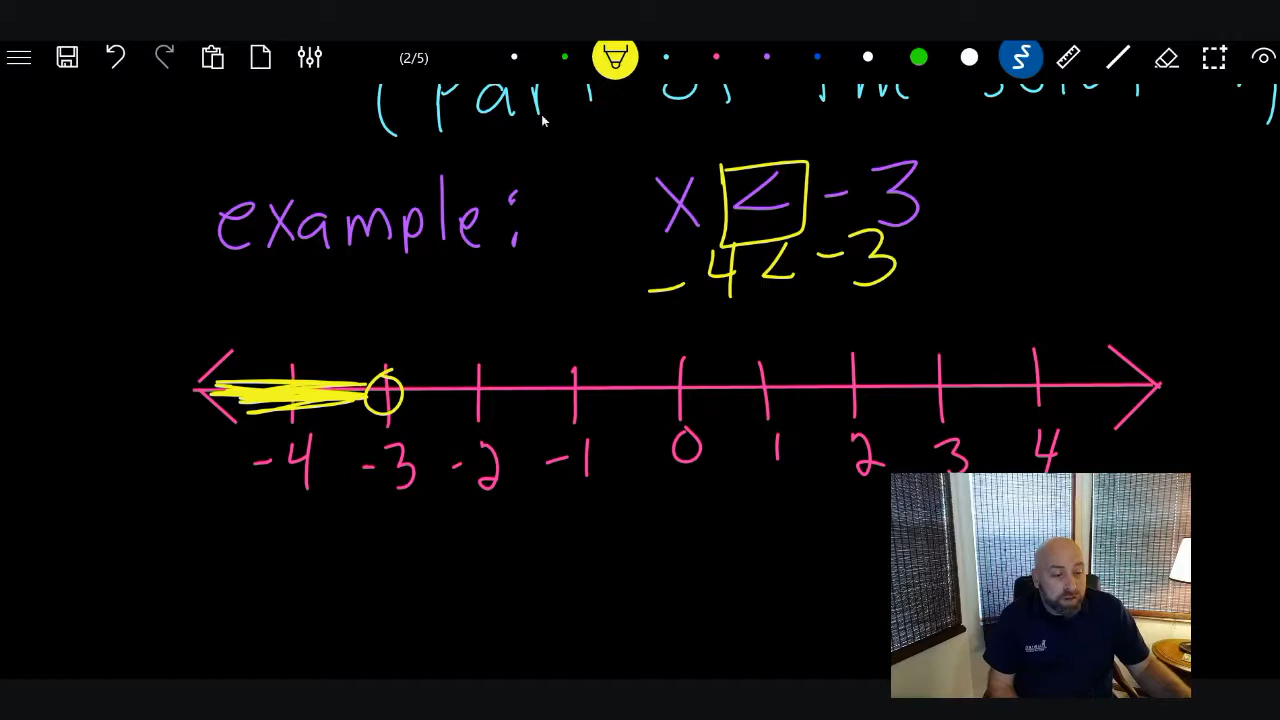 (2/5)
example: x < -3
-4 < -3
-4 -3 -2 -1 0 1 2 3 4